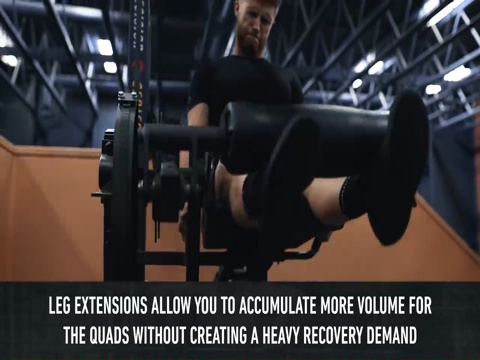 LEG EXTENSIONS ALLOW YOU TO ACCUMULATE MORE VOLUME FOR
THE QUADS WITHOUT CREATING A HEAVY RECOVERY DEMAND